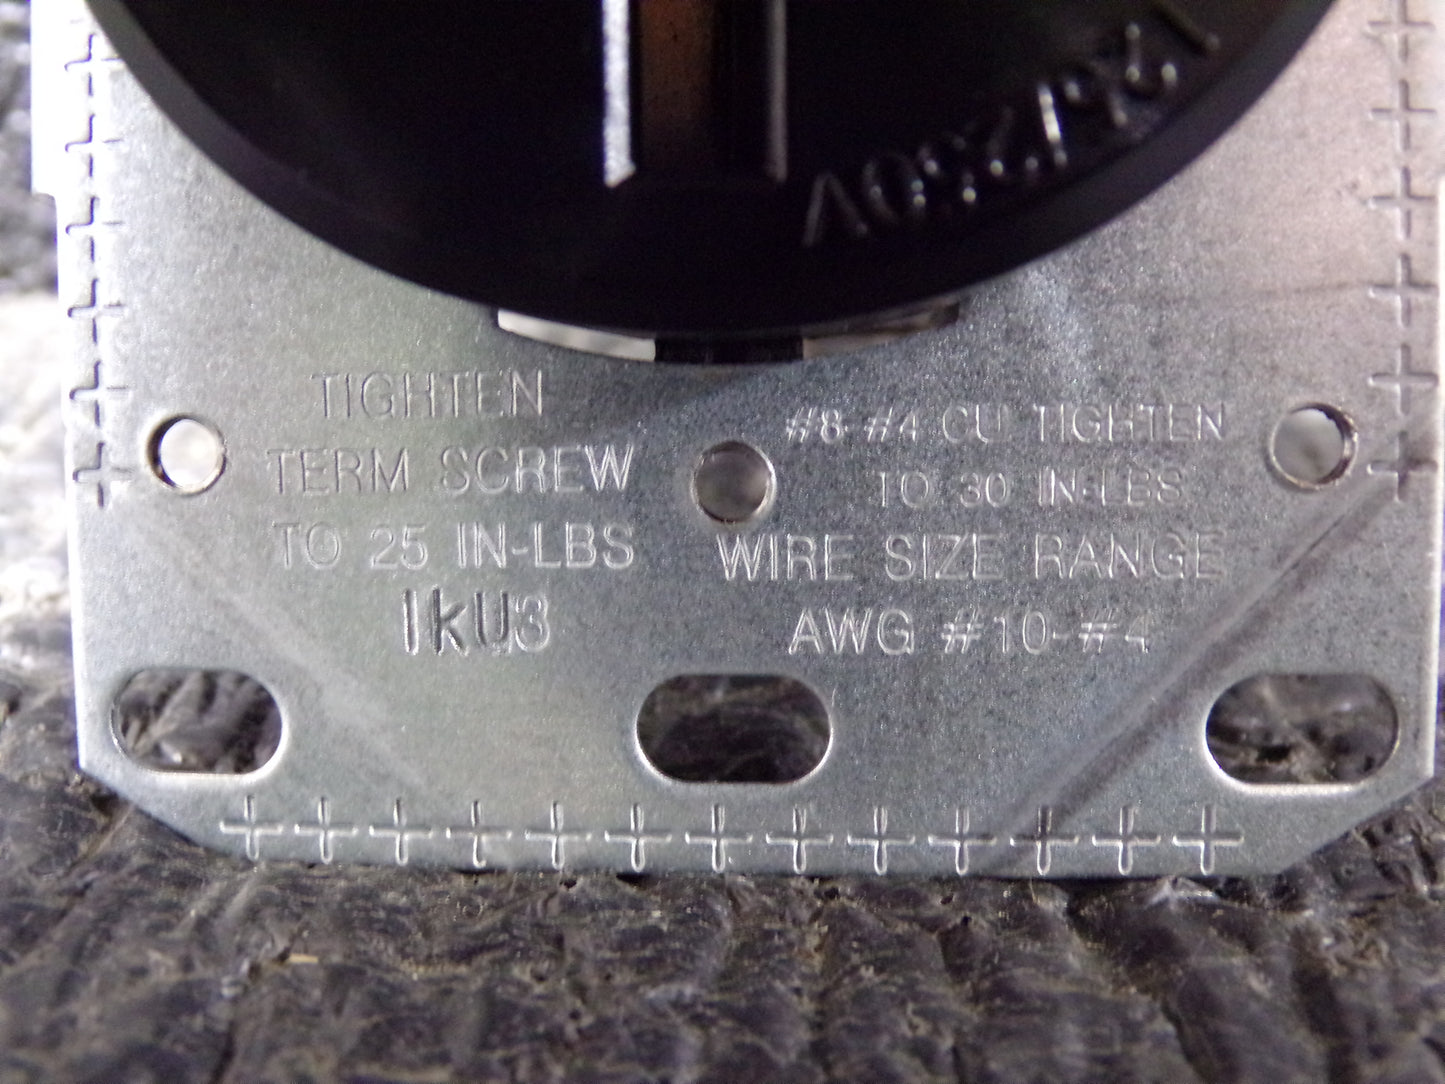 125/250V
TIGHTEN
TERM SCREW
TO 25 IN-LBS
IkU3
#8-#4 CU TIGHTEN
TO 30 IN-LBS
WIRE SIZE RANGE
AWG #10-#4